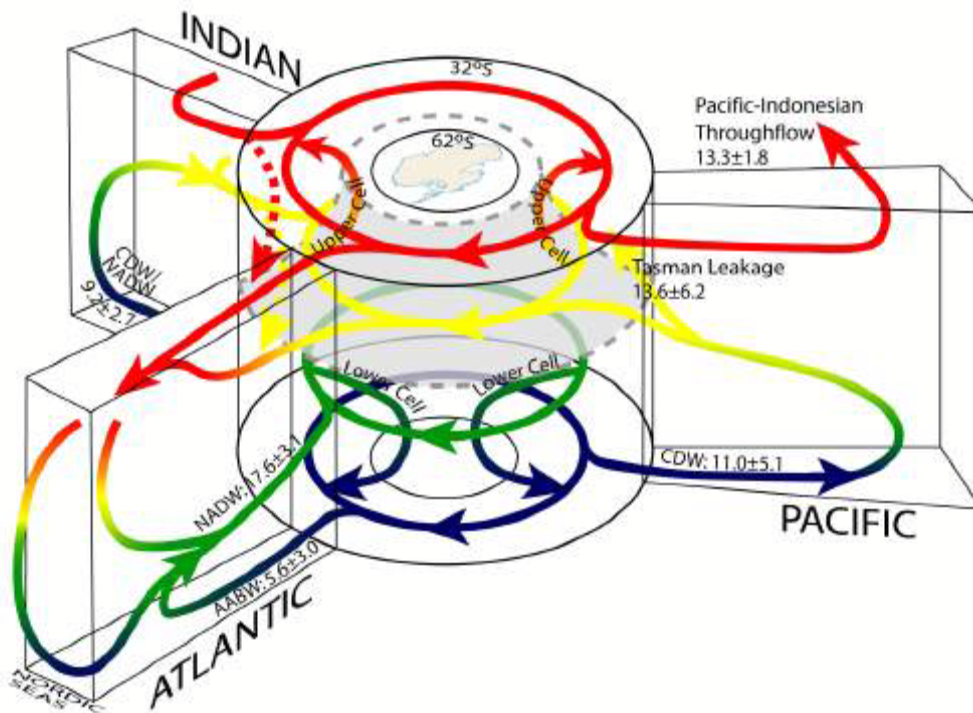 INDIAN
32ºS
62ºS
Pacific-Indonesian
Throughflow
13.3±1.8
Upper Cell
Upper Cell
CDW/
NADW
9.2±2.7
Tasman Leakage
13.6±6.2
Lower Cell
Lower Cell
NADW: 17.6±3.1
CDW: 11.0±5.1
PACIFIC
AABW: 5.6±3.0
ATLANTIC
NORDIC
SEAS